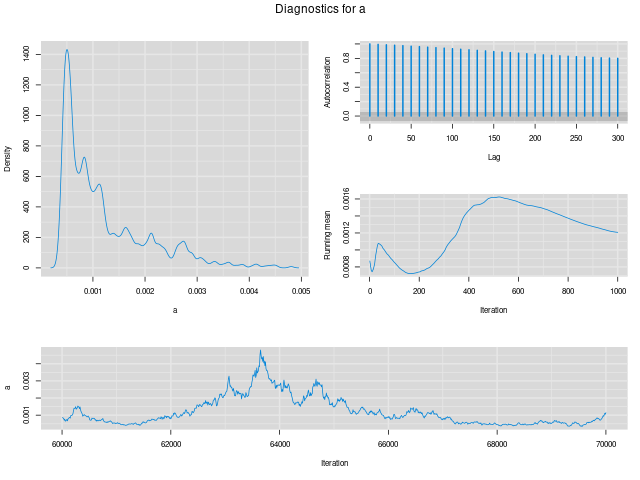 Diagnostics for a
Density
0 200 400 600 800 1000 1200 1400
0.001 0.002 0.003 0.004 0.005
a
Autocorrelation
0.0 0.4 0.8
0 50 100 150 200 250 300
Lag
Running mean
0.0008 0.0012 0.0016
0 200 400 600 800 1000
Iteration
a
0.001 0.003
60000 62000 64000 66000 68000 70000
Iteration